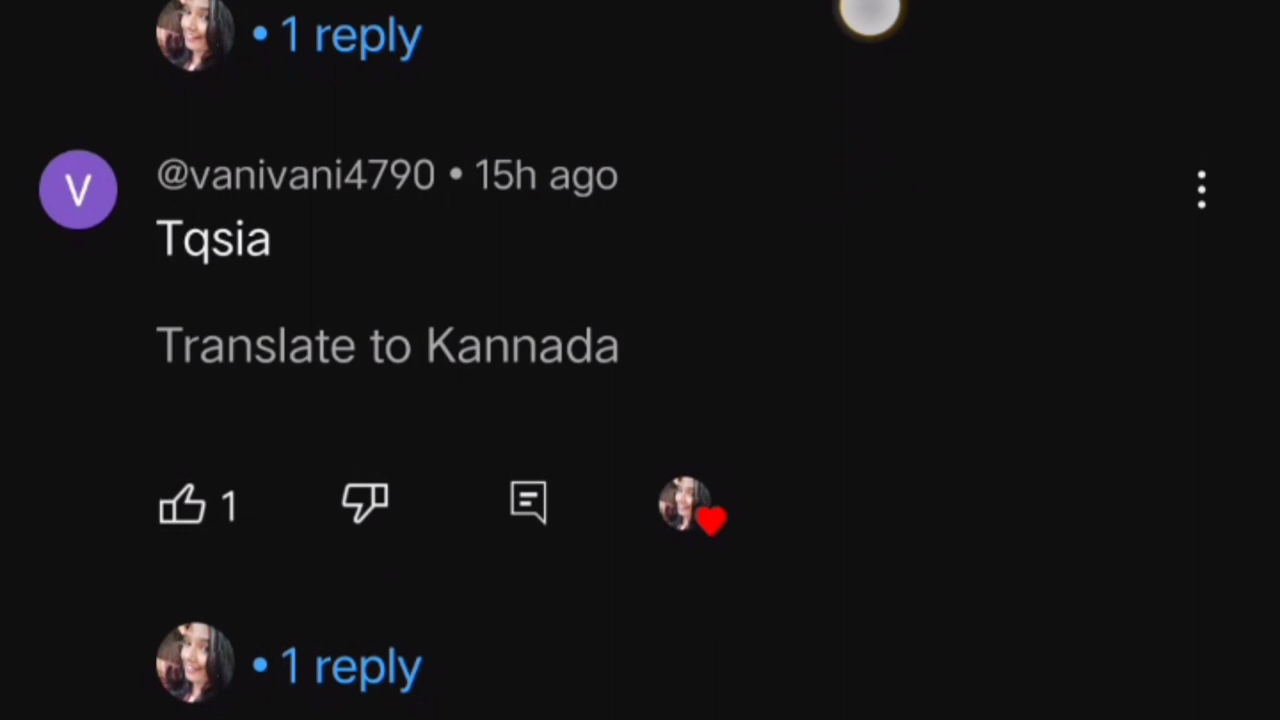 • 1 reply
V
@vanivani4790 • 15h ago
Tqsia
Translate to Kannada
1
• 1 reply